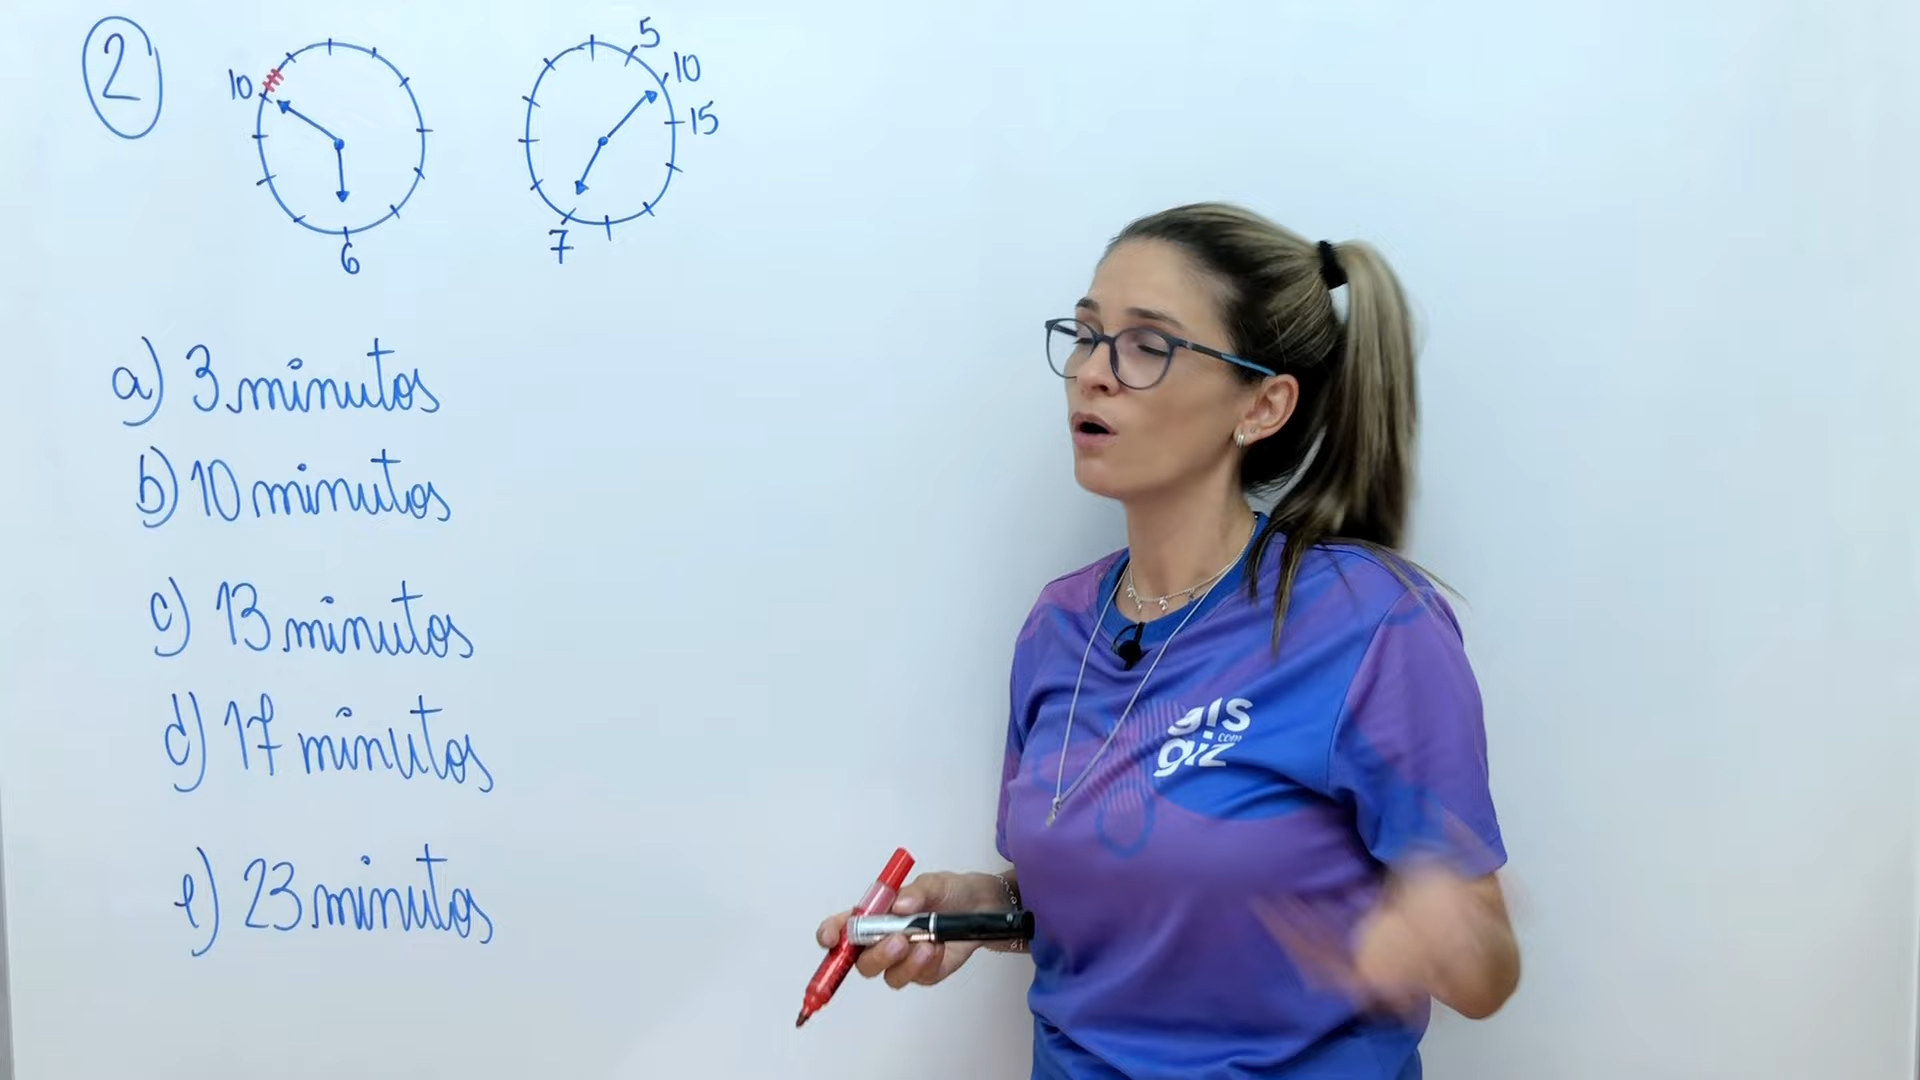 2
10
6
5
10
15
7
a) 3 minutos
b) 10 minutos
c) 13 minutos
d) 17 minutos
e) 23 minutos
gis
com
giz